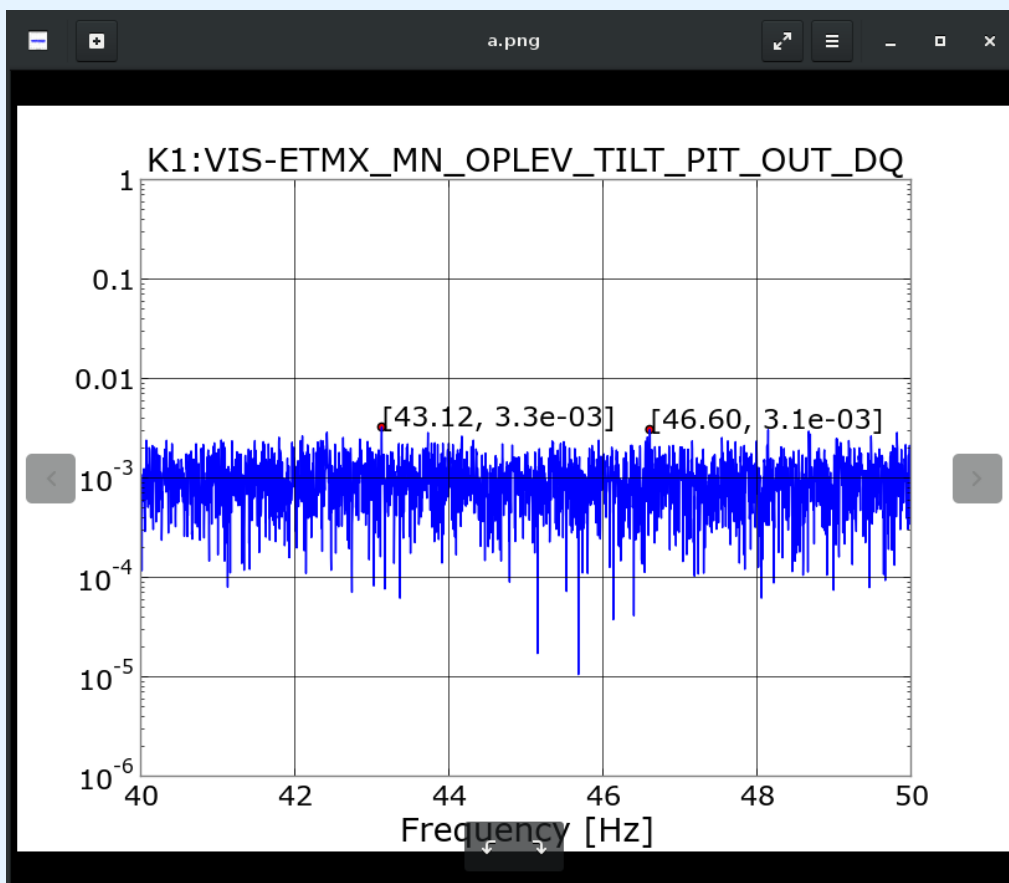 a.png
K1:VIS-ETMX_MN_OPLEV_TILT_PIT_OUT_DQ
1
0.1
0.01
[43.12, 3.3e-03]
[46.60, 3.1e-03]
10^-3
10^-4
10^-5
10^-6
40 42 44 46 48 50
Frequency [Hz]